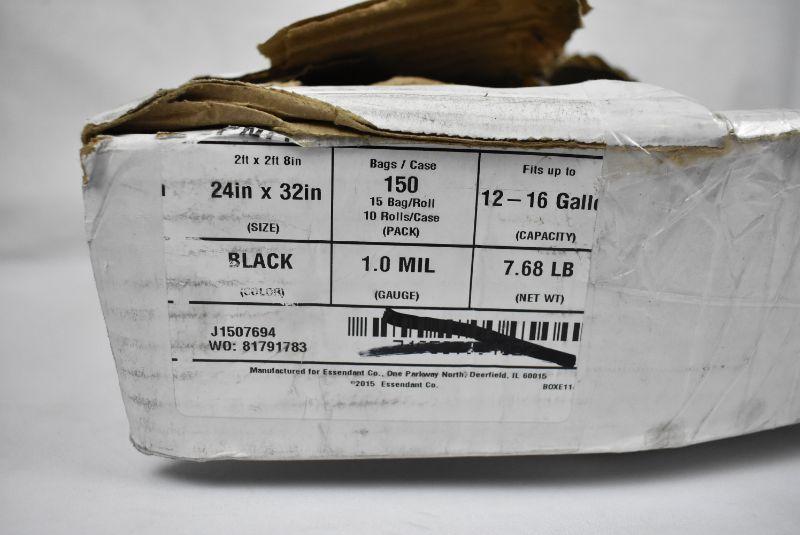 2ft x 2ft 8in
24in x 32in
(SIZE)
Bags / Case
150
15 Bag/Roll
10 Rolls/Case
(PACK)
Fits up to
12 – 16
(CAPACITY)
BLACK
(COLOR)
1.0 MIL
(GAUGE)
7.68 LB
(NET WT)
J1507694
WO: 81791783
Manufactured for Essendant Co., One Parkway North, Deerfield, IL 60015
©2015 Essendant Co.
BOXE11